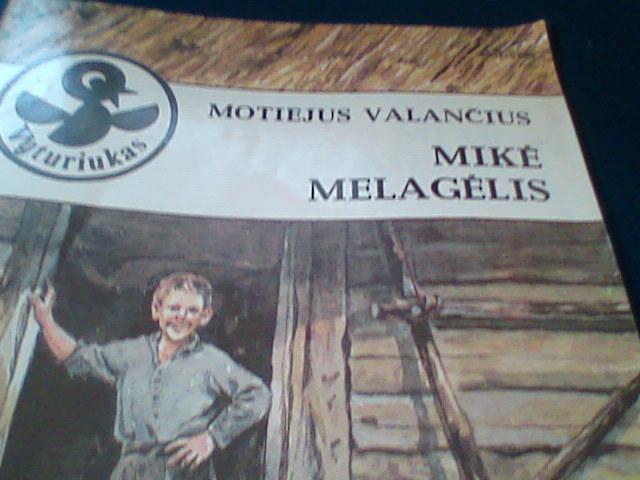 MOTIEJUS VALANČIUS
MIKĖ
MELAGĖLIS
Vyturiukas